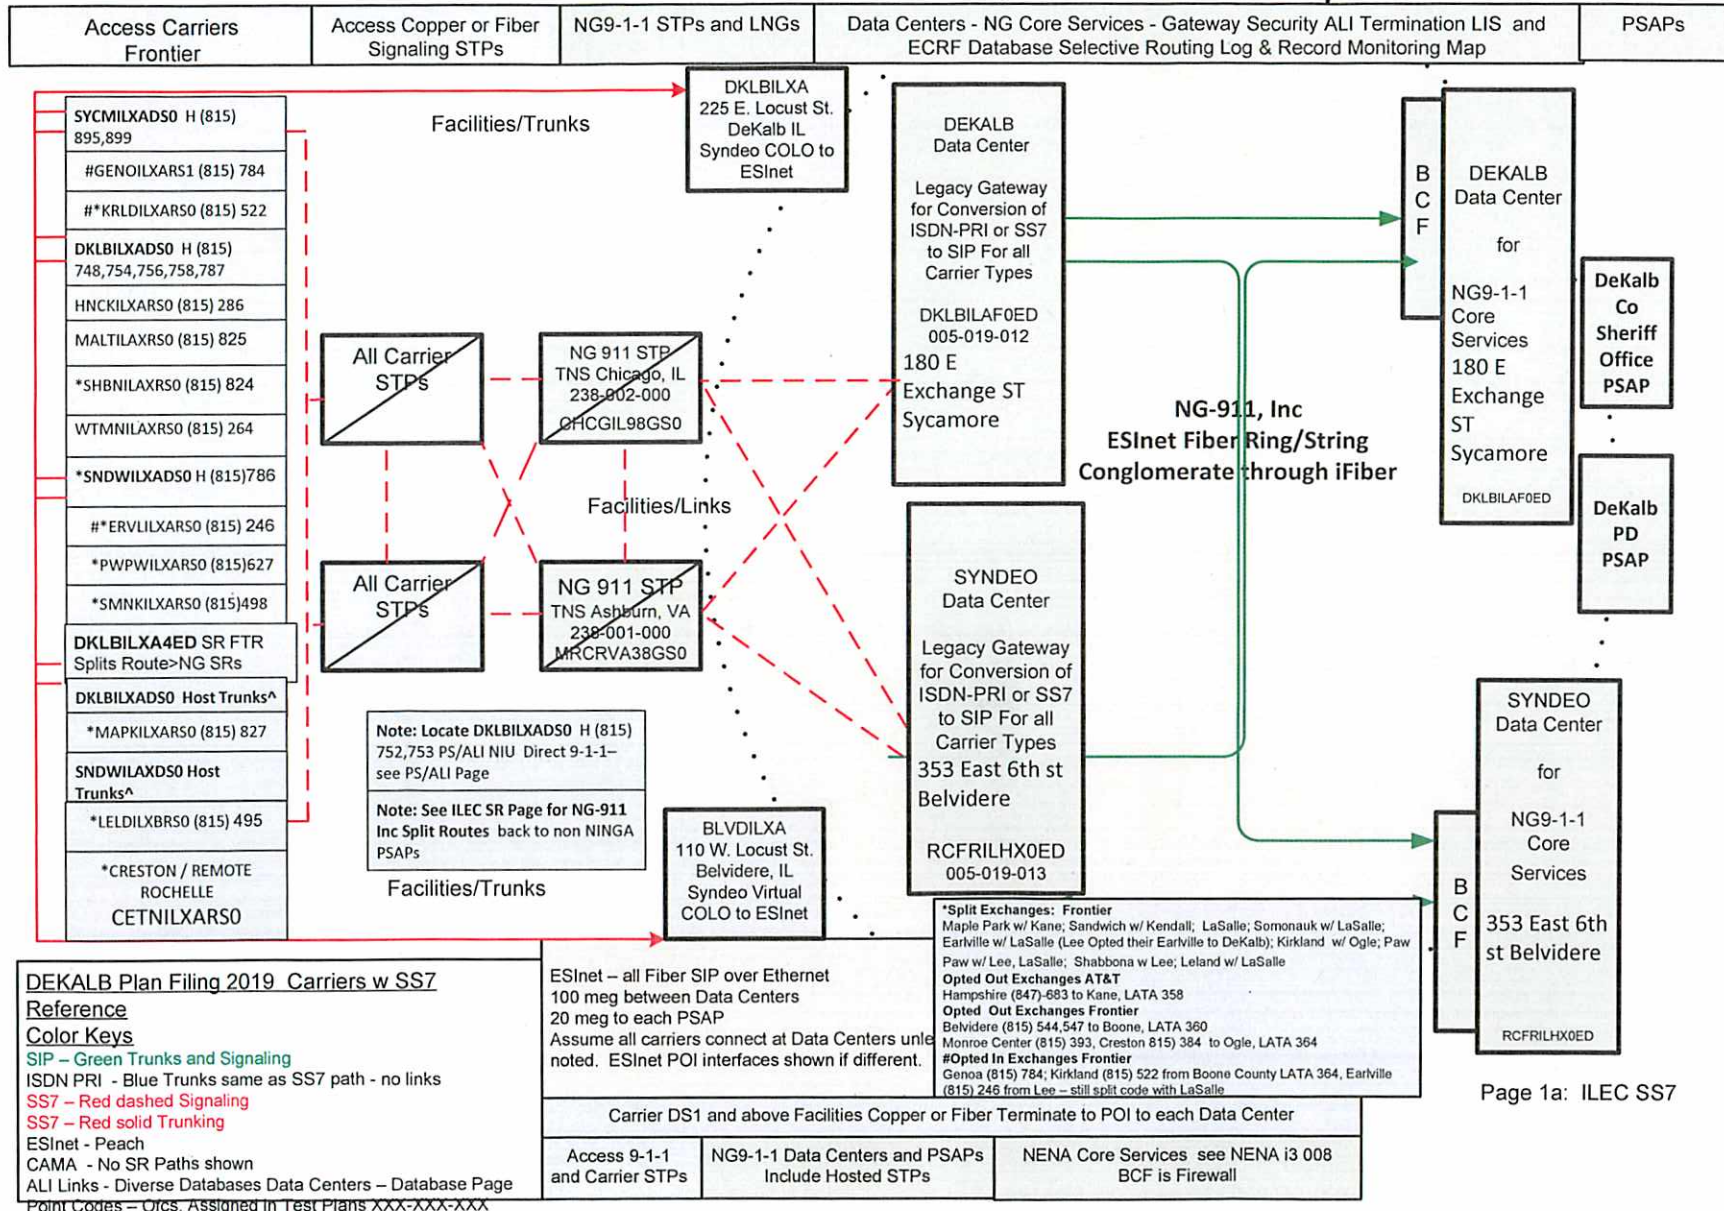 Access Carriers
Frontier
Access Copper or Fiber
Signaling STPs
NG9-1-1 STPs and LNGs
Data Centers - NG Core Services - Gateway Security ALI Termination LIS and
ECRF Database Selective Routing Log & Record Monitoring Map
PSAPs
SYCMILXADS0 H (815)
895,899
#GENOILXARS1 (815) 784
#*KRLDILXARS0 (815) 522
DKLBILXADS0 H (815)
748,754,756,758,787
HNCKILXARS0 (815) 286
MALTILAXRS0 (815) 825
*SHBNILAXRS0 (815) 824
WTMNILAXRS0 (815) 264
*SNDWILXADS0 H (815)786
#*ERVLILXARS0 (815) 246
*PWPWILXARS0 (815)627
*SMNKILXARS0 (815)498
DKLBILXA4ED SR FTR
Splits Route>NG SRs
DKLBILXADS0 Host Trunks^
*MAPKILXARS0 (815) 827
SNDWILAXDS0 Host
Trunks^
*LELDILXBRS0 (815) 495
*CRESTON / REMOTE
ROCHELLE
CETNILXARS0
Facilities/Trunks
DKLBILXA
225 E. Locust St.
DeKalb IL
Syndeo COLO to
ESInet
All Carrier
STPs
NG 911 STP
TNS Chicago, IL
238-002-000
CHCGIL98GS0
Facilities/Links
All Carrier
STPs
NG 911 STP
TNS Ashburn, VA
238-001-000
MRCRVA38GS0
Note: Locate DKLBILXADS0 H (815)
752,753 PS/ALI NIU Direct 9-1-1–
see PS/ALI Page
Note: See ILEC SR Page for NG-911
Inc Split Routes back to non NINGA
PSAPs
Facilities/Trunks
BLVDILXA
110 W. Locust St.
Belvidere, IL
Syndeo Virtual
COLO to ESInet
DEKALB
Data Center
Legacy Gateway
for Conversion of
ISDN-PRI or SS7
to SIP For all
Carrier Types
DKLBILAF0ED
005-019-012
180 E
Exchange ST
Sycamore
SYNDEO
Data Center
Legacy Gateway
for Conversion of
ISDN-PRI or SS7
to SIP For all
Carrier Types
353 East 6th st
Belvidere
RCFRILHX0ED
005-019-013
NG-911, Inc
ESInet Fiber Ring/String
Conglomerate through iFiber
B
C
F
DEKALB
Data Center
for
NG9-1-1
Core
Services
180 E
Exchange
ST
Sycamore
DKLBILAF0ED
DeKalb
Co
Sheriff
Office
PSAP
DeKalb
PD
PSAP
B
C
F
SYNDEO
Data Center
for
NG9-1-1
Core
Services
353 East 6th
st Belvidere
RCFRILHX0ED
Page 1a: ILEC SS7
DEKALB Plan Filing 2019 Carriers w SS7
Reference
Color Keys
SIP – Green Trunks and Signaling
ISDN PRI - Blue Trunks same as SS7 path - no links
SS7 – Red dashed Signaling
SS7 – Red solid Trunking
ESInet - Peach
CAMA - No SR Paths shown
ALI Links - Diverse Databases Data Centers – Database Page
Point Codes – Ofcs. Assigned in Test Plans XXX-XXX-XXX
ESInet – all Fiber SIP over Ethernet
100 meg between Data Centers
20 meg to each PSAP
Assume all carriers connect at Data Centers unle
noted. ESInet POI interfaces shown if different.
*Split Exchanges: Frontier
Maple Park w/ Kane; Sandwich w/ Kendall; LaSalle; Somonauk w/ LaSalle;
Earlville w/ LaSalle (Lee Opted their Earlville to DeKalb); Kirkland w/ Ogle; Paw
Paw w/ Lee, LaSalle; Shabbona w Lee; Leland w/ LaSalle
Opted Out Exchanges AT&T
Hampshire (847)-683 to Kane, LATA 358
Opted Out Exchanges Frontier
Belvidere (815) 544,547 to Boone, LATA 360
Monroe Center (815) 393, Creston 815) 384 to Ogle, LATA 364
#Opted In Exchanges Frontier
Genoa (815) 784; Kirkland (815) 522 from Boone County LATA 364, Earlville
(815) 246 from Lee – still split code with LaSalle
Carrier DS1 and above Facilities Copper or Fiber Terminate to POI to each Data Center
Access 9-1-1
and Carrier STPs
NG9-1-1 Data Centers and PSAPs
Include Hosted STPs
NENA Core Services see NENA i3 008
BCF is Firewall